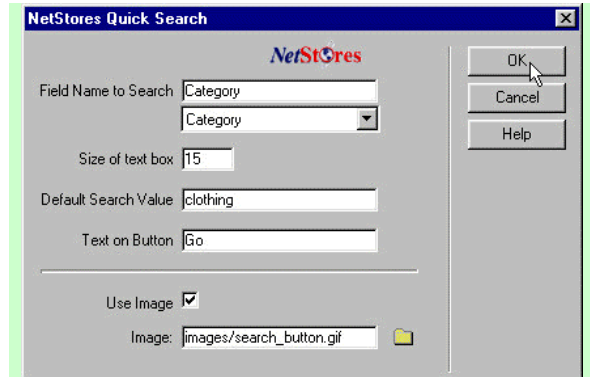 NetStores Quick Search
NetStores
OK
Field Name to Search Category
Cancel
Category
Help
Size of text box 15
Default Search Value clothing
Text on Button Go
Use Image
Image: images/search_button.gif